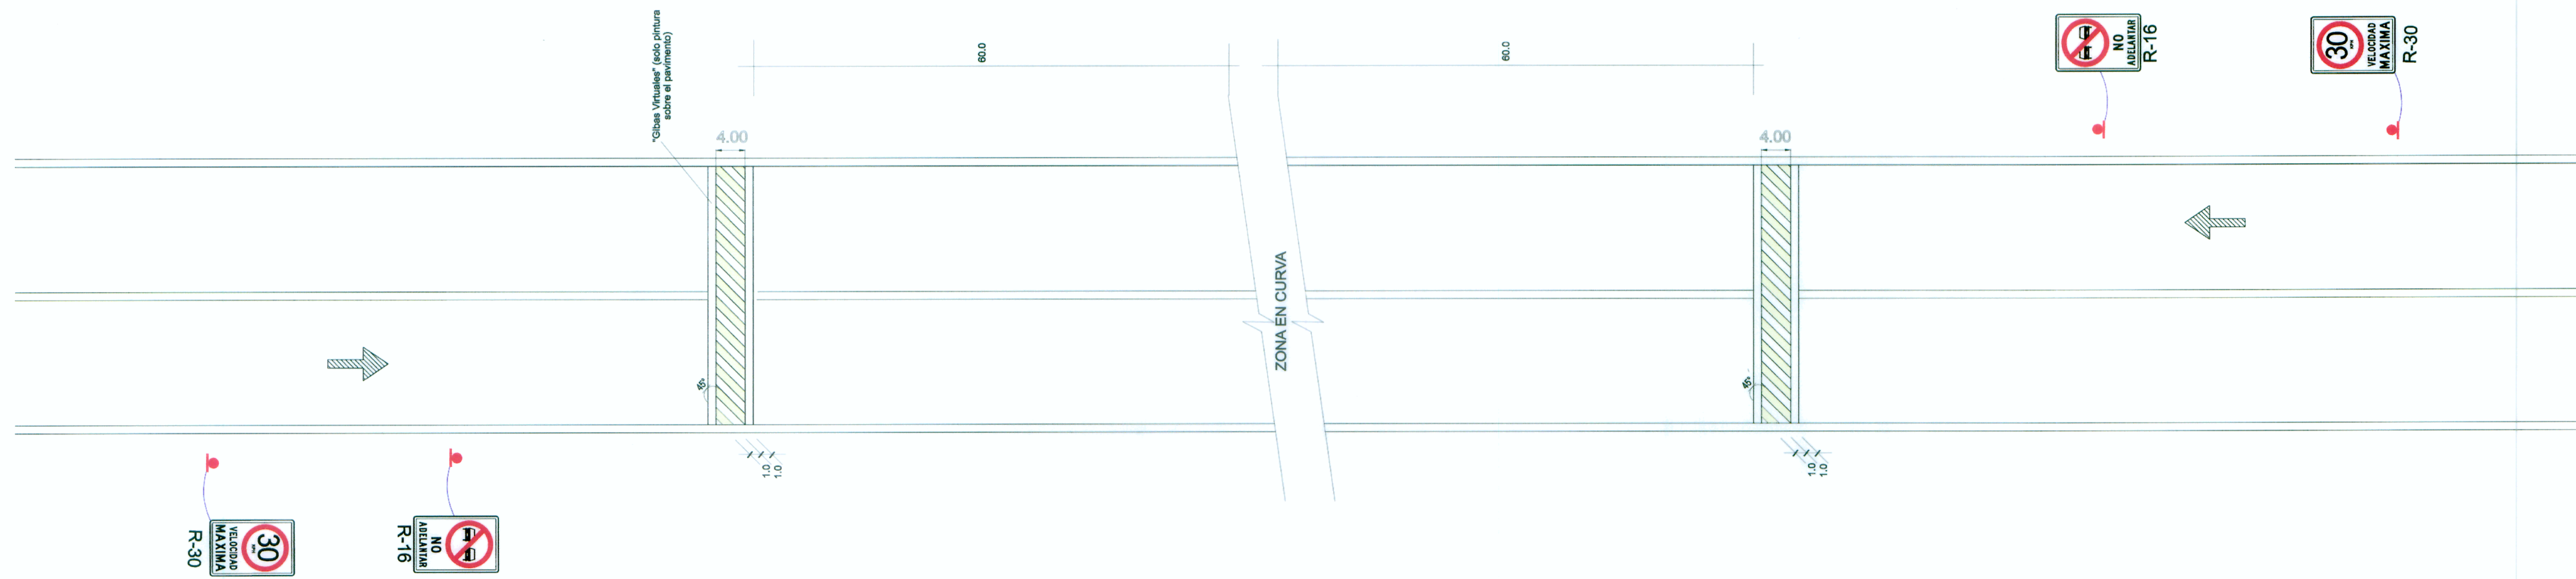 "Gibas Virtuales" (solo pintura
sobre el pavimento)
60.0
60.0
NO
ADELANTAR
R-16
30
KPH
VELOCIDAD
MAXIMA
R-30
4.00
4.00
ZONA EN CURVA
45°
45°
1.0
1.0
1.0
1.0
30
KPH
VELOCIDAD
MAXIMA
R-30
NO
ADELANTAR
R-16